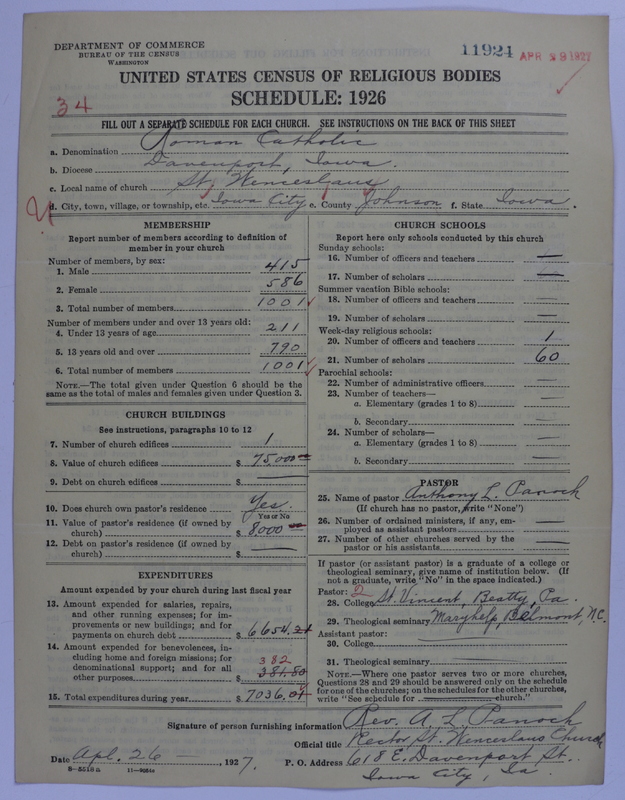 DEPARTMENT OF COMMERCE
BUREAU OF THE CENSUS
WASHINGTON
11924 APR 29 1927
UNITED STATES CENSUS OF RELIGIOUS BODIES
SCHEDULE: 1926
34
FILL OUT A SEPARATE SCHEDULE FOR EACH CHURCH. SEE INSTRUCTIONS ON THE BACK OF THIS SHEET
a. Denomination Roman Catholic
b. Diocese Davenport, Iowa.
c. Local name of church St. Wenceslaus
d. City, town, village, or township, etc. Iowa City e. County Johnson f. State Iowa.
MEMBERSHIP
Report number of members according to definition of
member in your church
Number of members, by sex:
1. Male 415
2. Female 586
3. Total number of members 1001
Number of members under and over 13 years old:
4. Under 13 years of age 211
5. 13 years old and over 790
6. Total number of members 1001
NOTE.—The total given under Question 6 should be the
same as the total of males and females given under Question 3.
CHURCH BUILDINGS
See instructions, paragraphs 10 to 12
7. Number of church edifices 1
8. Value of church edifices $ 75,000
9. Debt on church edifices $ —
10. Does church own pastor's residence Yes.
Yes or No
11. Value of pastor's residence (if owned by
church) $ 8,000
12. Debt on pastor's residence (if owned by
church) $ —
EXPENDITURES
Amount expended by your church during last fiscal year
13. Amount expended for salaries, repairs,
and other running expenses; for im-
provements or new buildings; and for
payments on church debt $ 6654.21
14. Amount expended for benevolences, in-
cluding home and foreign missions; for
denominational support; and for all 382
other purposes $ 381.80
15. Total expenditures during year $ 7036.01
CHURCH SCHOOLS
Report here only schools conducted by this church
Sunday schools:
16. Number of officers and teachers —
17. Number of scholars —
Summer vacation Bible schools:
18. Number of officers and teachers —
19. Number of scholars —
Week-day religious schools:
20. Number of officers and teachers 1
21. Number of scholars 60
Parochial schools:
22. Number of administrative officers —
23. Number of teachers—
a. Elementary (grades 1 to 8) —
b. Secondary —
24. Number of scholars—
a. Elementary (grades 1 to 8) —
b. Secondary —
PASTOR
25. Name of pastor Anthony L. Panoch
(If church has no pastor, write "None")
26. Number of ordained ministers, if any, em-
ployed as assistant pastors —
27. Number of other churches served by the
pastor or his assistants —
If pastor (or assistant pastor) is a graduate of a college or
theological seminary, give name of institution below. (If
not a graduate, write "No" in the space indicated.)
Pastor: 2
28. College St. Vincent, Beatty, Pa.
29. Theological seminary Maryhelp, Belmont, N.C.
Assistant pastor:
30. College —
31. Theological seminary —
NOTE.—Where one pastor serves two or more churches,
Questions 28 and 29 should be answered only on the schedule
for one of the churches; on the schedules for the other churches,
write "See schedule for — church."
Signature of person furnishing information Rev. A. L. Panoch
Official title Rector St. Wenceslaus Church
Date Apl. 26 —, 1927. P. O. Address 618 E. Davenport St.
Iowa City, Ia.